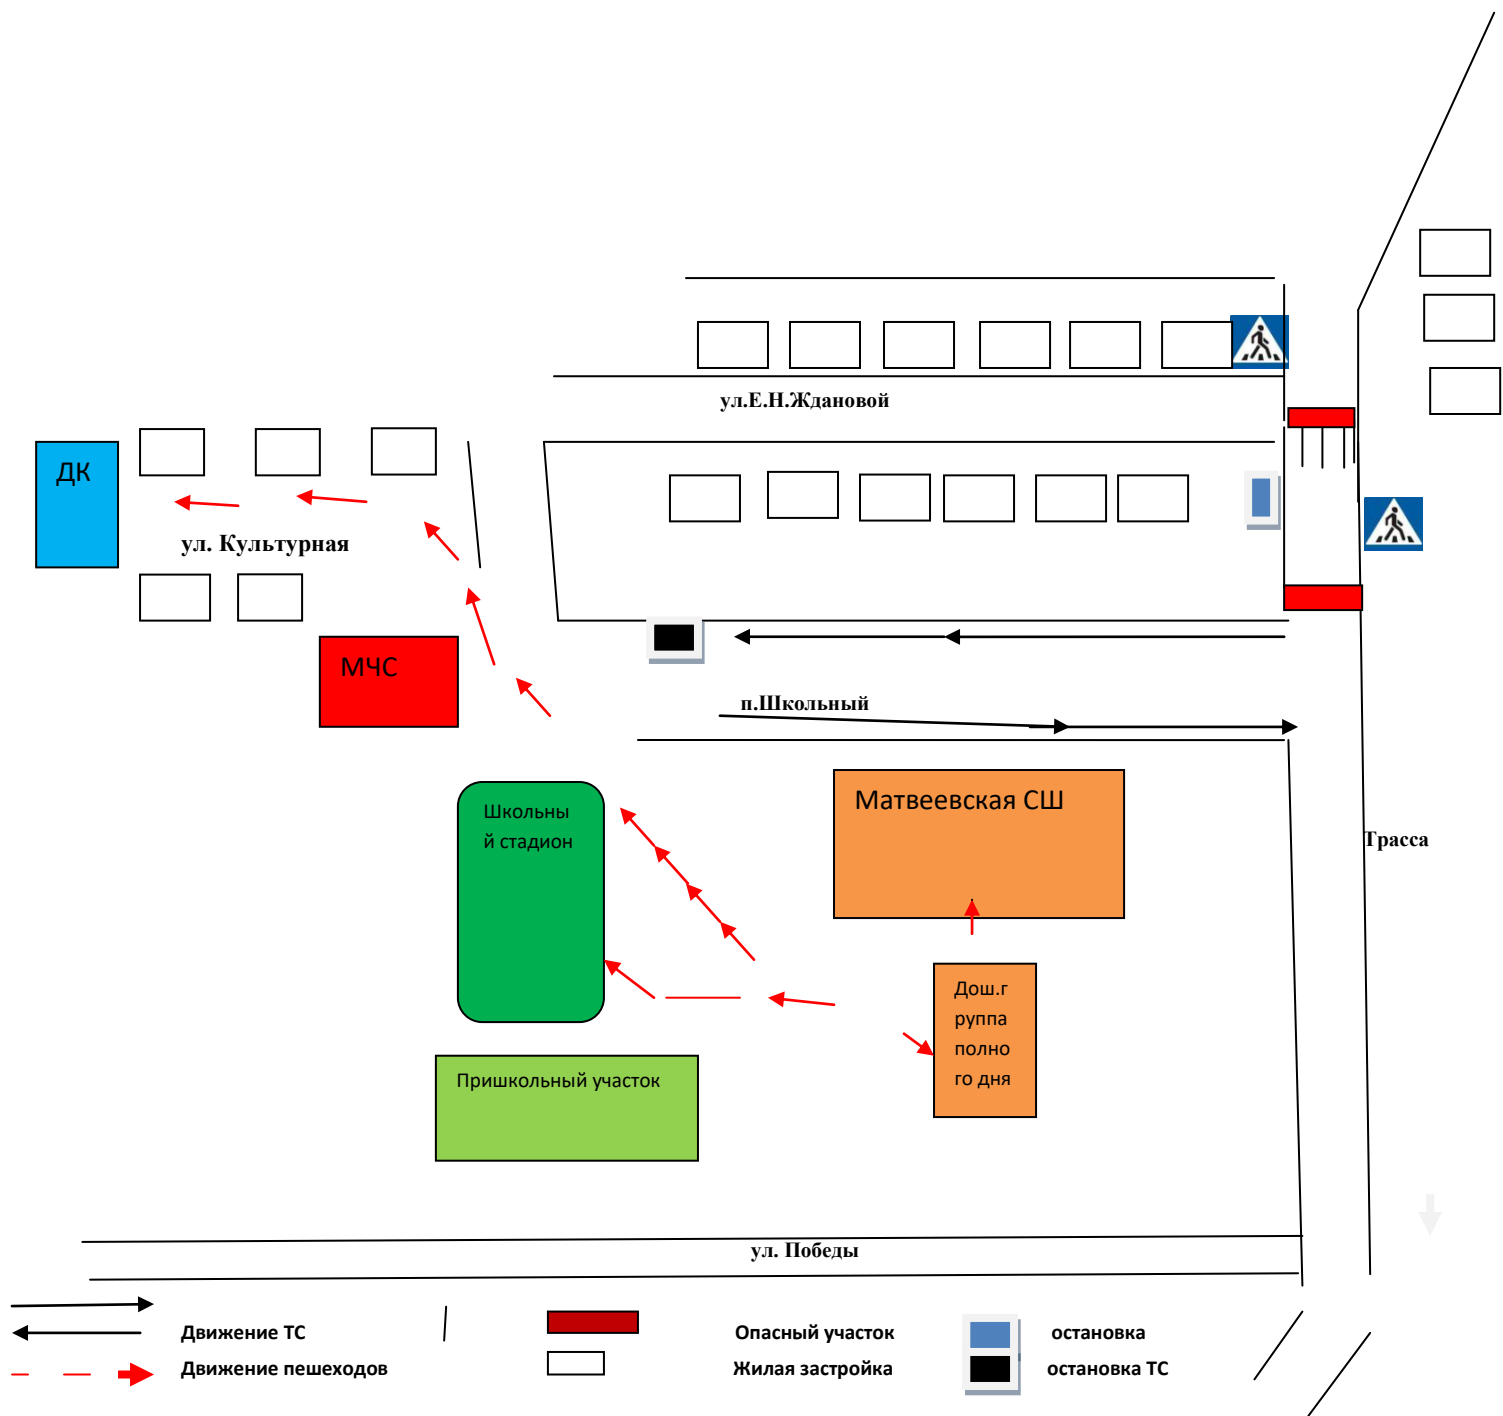 ул.Е.Н.Ждановой
ДК
ул. Культурная
МЧС
п.Школьный
Школьны
й стадион
Матвеевская СШ
Трасса
Дош.г
руппа
полно
го дня
Пришкольный участок
ул. Победы
Движение ТС
Опасный участок
остановка
Движение пешеходов
Жилая застройка
остановка ТС